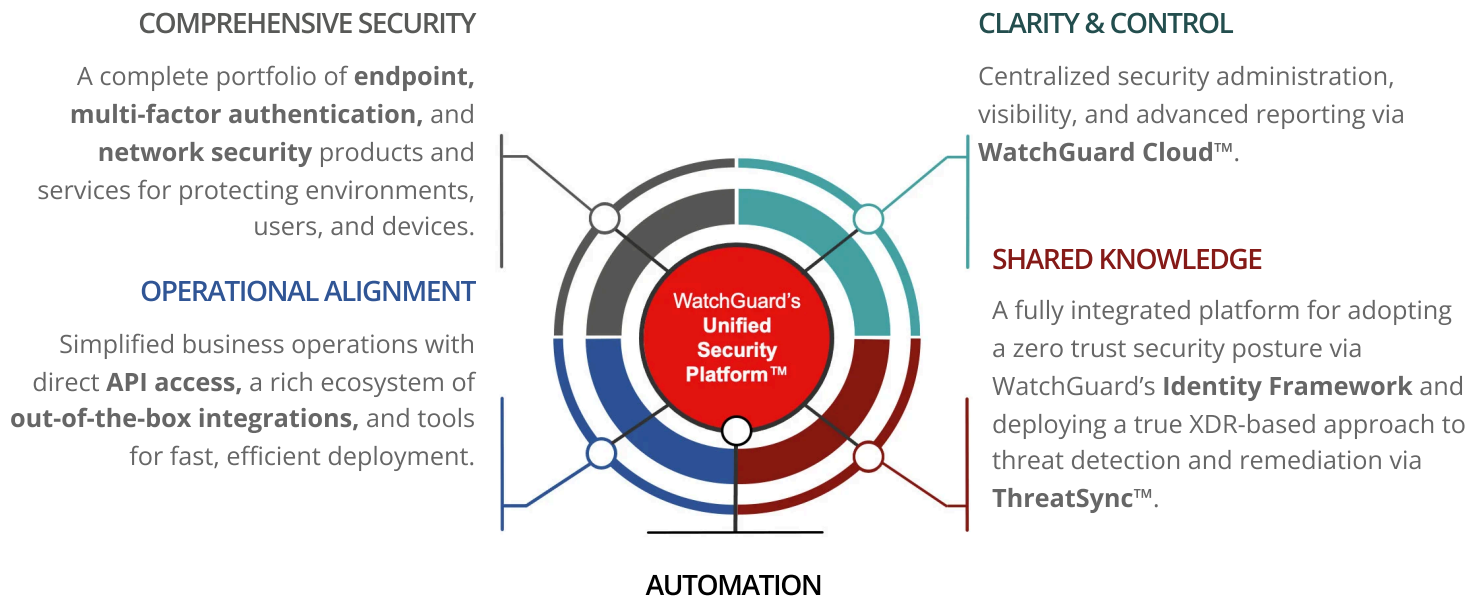 COMPREHENSIVE SECURITY
A complete portfolio of endpoint,
multi-factor authentication, and
network security products and
services for protecting environments,
users, and devices.
OPERATIONAL ALIGNMENT
Simplified business operations with
direct API access, a rich ecosystem of
out-of-the-box integrations, and tools
for fast, efficient deployment.
WatchGuard’s
Unified
Security
Platform™
CLARITY & CONTROL
Centralized security administration,
visibility, and advanced reporting via
WatchGuard Cloud™.
SHARED KNOWLEDGE
A fully integrated platform for adopting
a zero trust security posture via
WatchGuard’s Identity Framework and
deploying a true XDR-based approach to
threat detection and remediation via
ThreatSync™.
AUTOMATION